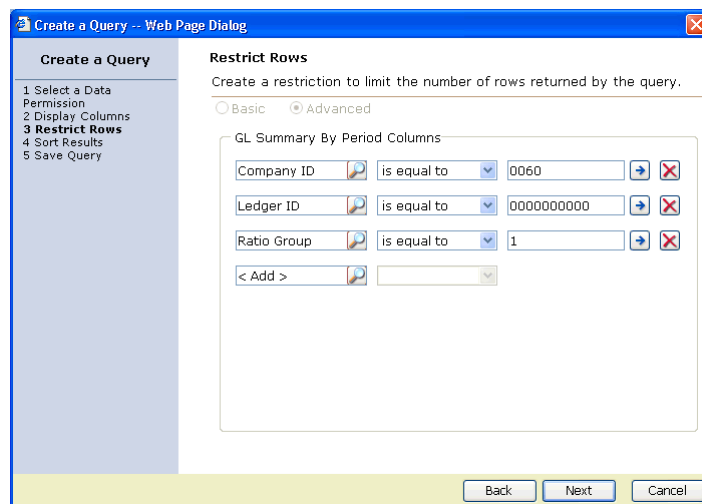 Create a Query -- Web Page Dialog
Create a Query
1 Select a Data
Permission
2 Display Columns
3 Restrict Rows
4 Sort Results
5 Save Query
Restrict Rows
Create a restriction to limit the number of rows returned by the query.
Basic Advanced
GL Summary By Period Columns
Company ID is equal to 0060
Ledger ID is equal to 0000000000
Ratio Group is equal to 1
< Add >
Back Next Cancel